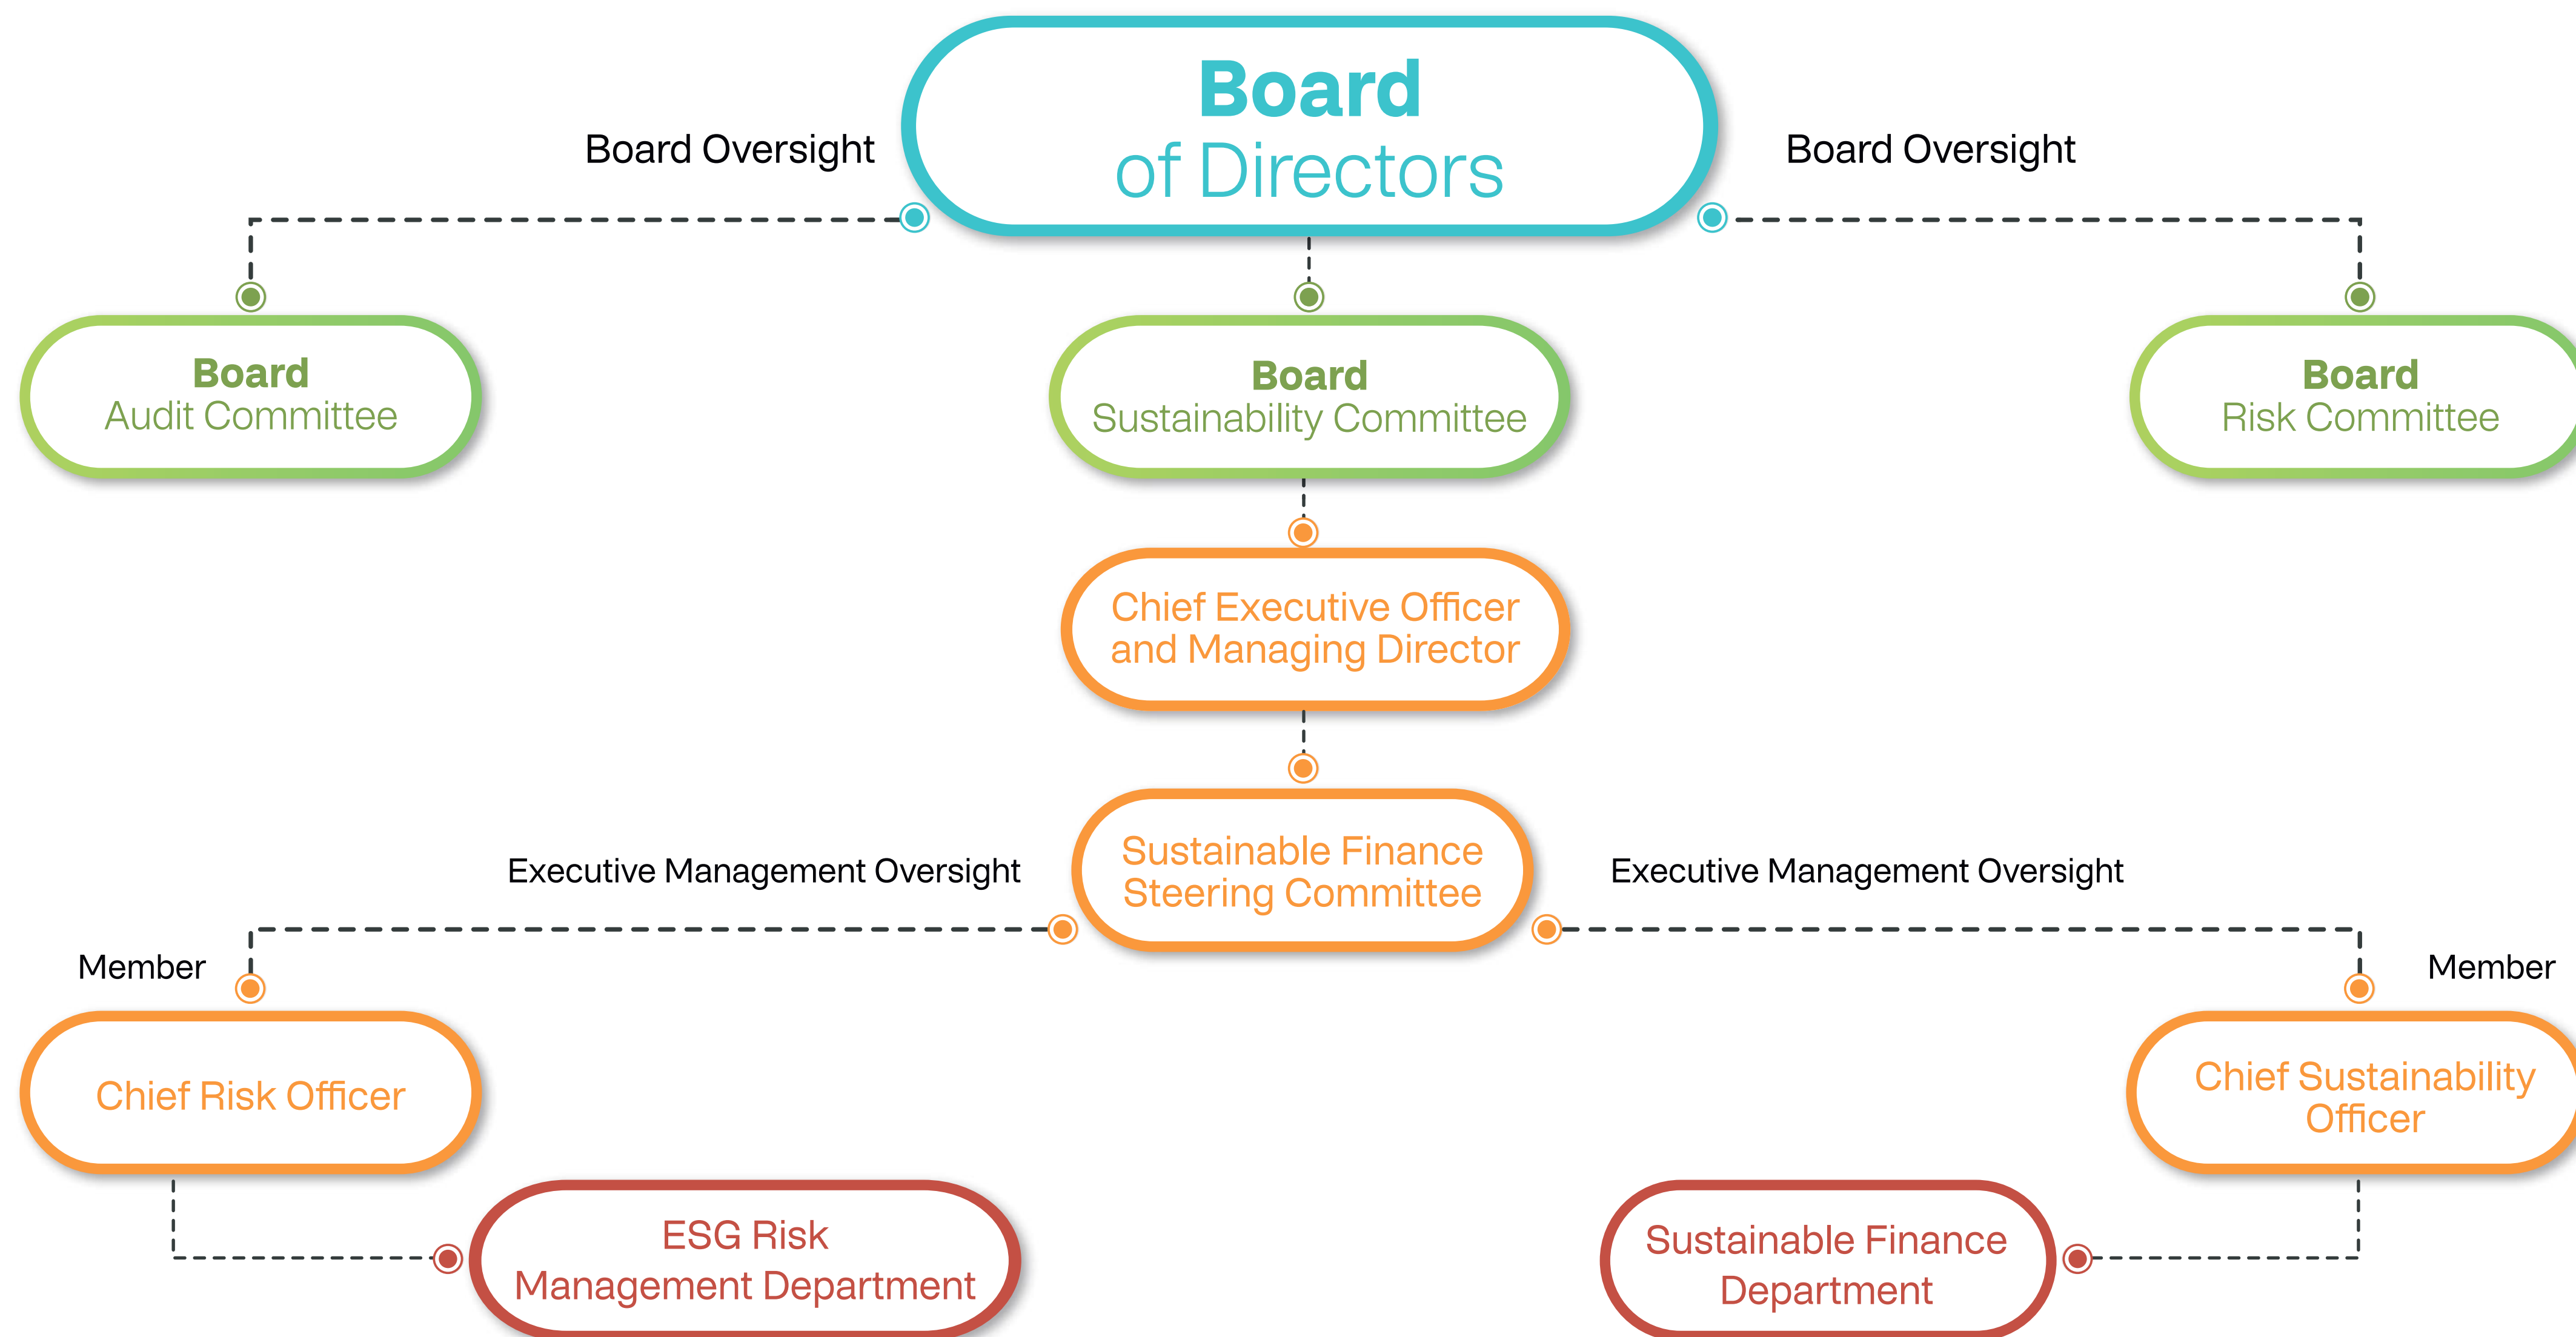 Board
of Directors
Board Oversight
Board Oversight
Board
Audit Committee
Board
Sustainability Committee
Board
Risk Committee
Chief Executive Officer
and Managing Director
Sustainable Finance
Steering Committee
Executive Management Oversight
Executive Management Oversight
Member
Member
Chief Risk Officer
Chief Sustainability
Officer
ESG Risk
Management Department
Sustainable Finance
Department